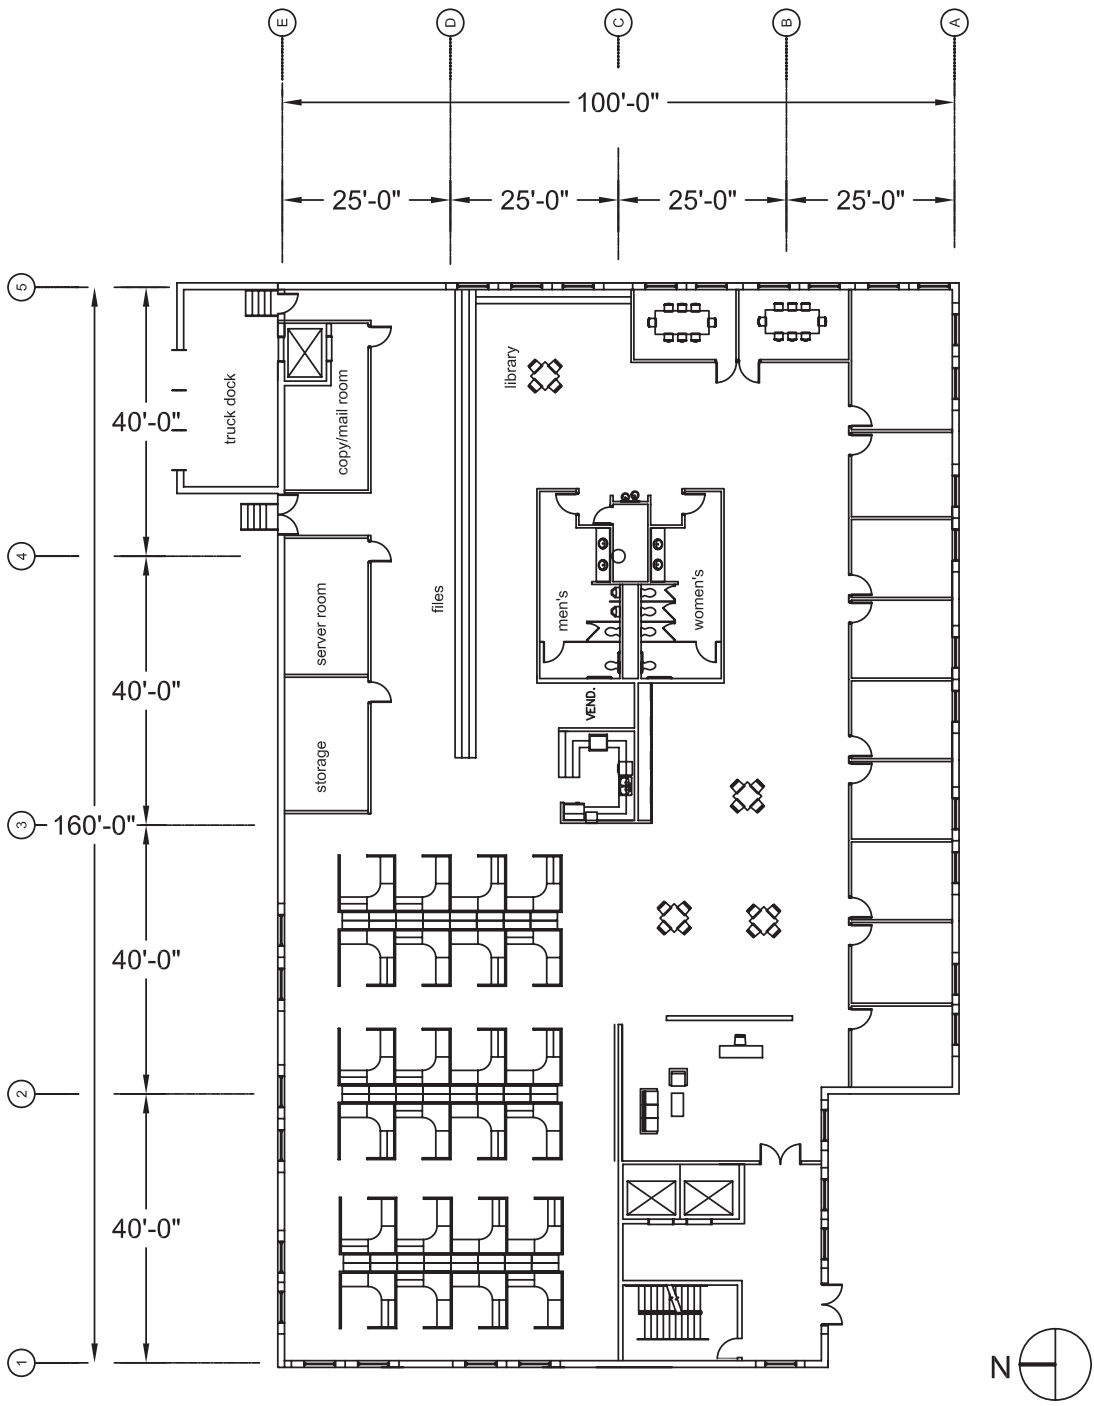 E D C B A
100'-0"
25'-0" 25'-0" 25'-0" 25'-0"
5
library
truck dock
copy/mail room
40'-0"
4
files
server room
men's
women's
40'-0"
VEND.
storage
3
160'-0"
40'-0"
2
40'-0"
1
N